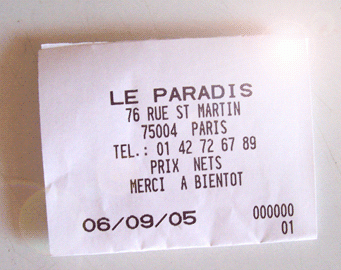 LE PARADIS
76 RUE ST MARTIN
75004 PARIS
TEL.: 01 42 72 67 89
PRIX NETS
MERCI A BIENTOT
06/09/05 000000
01